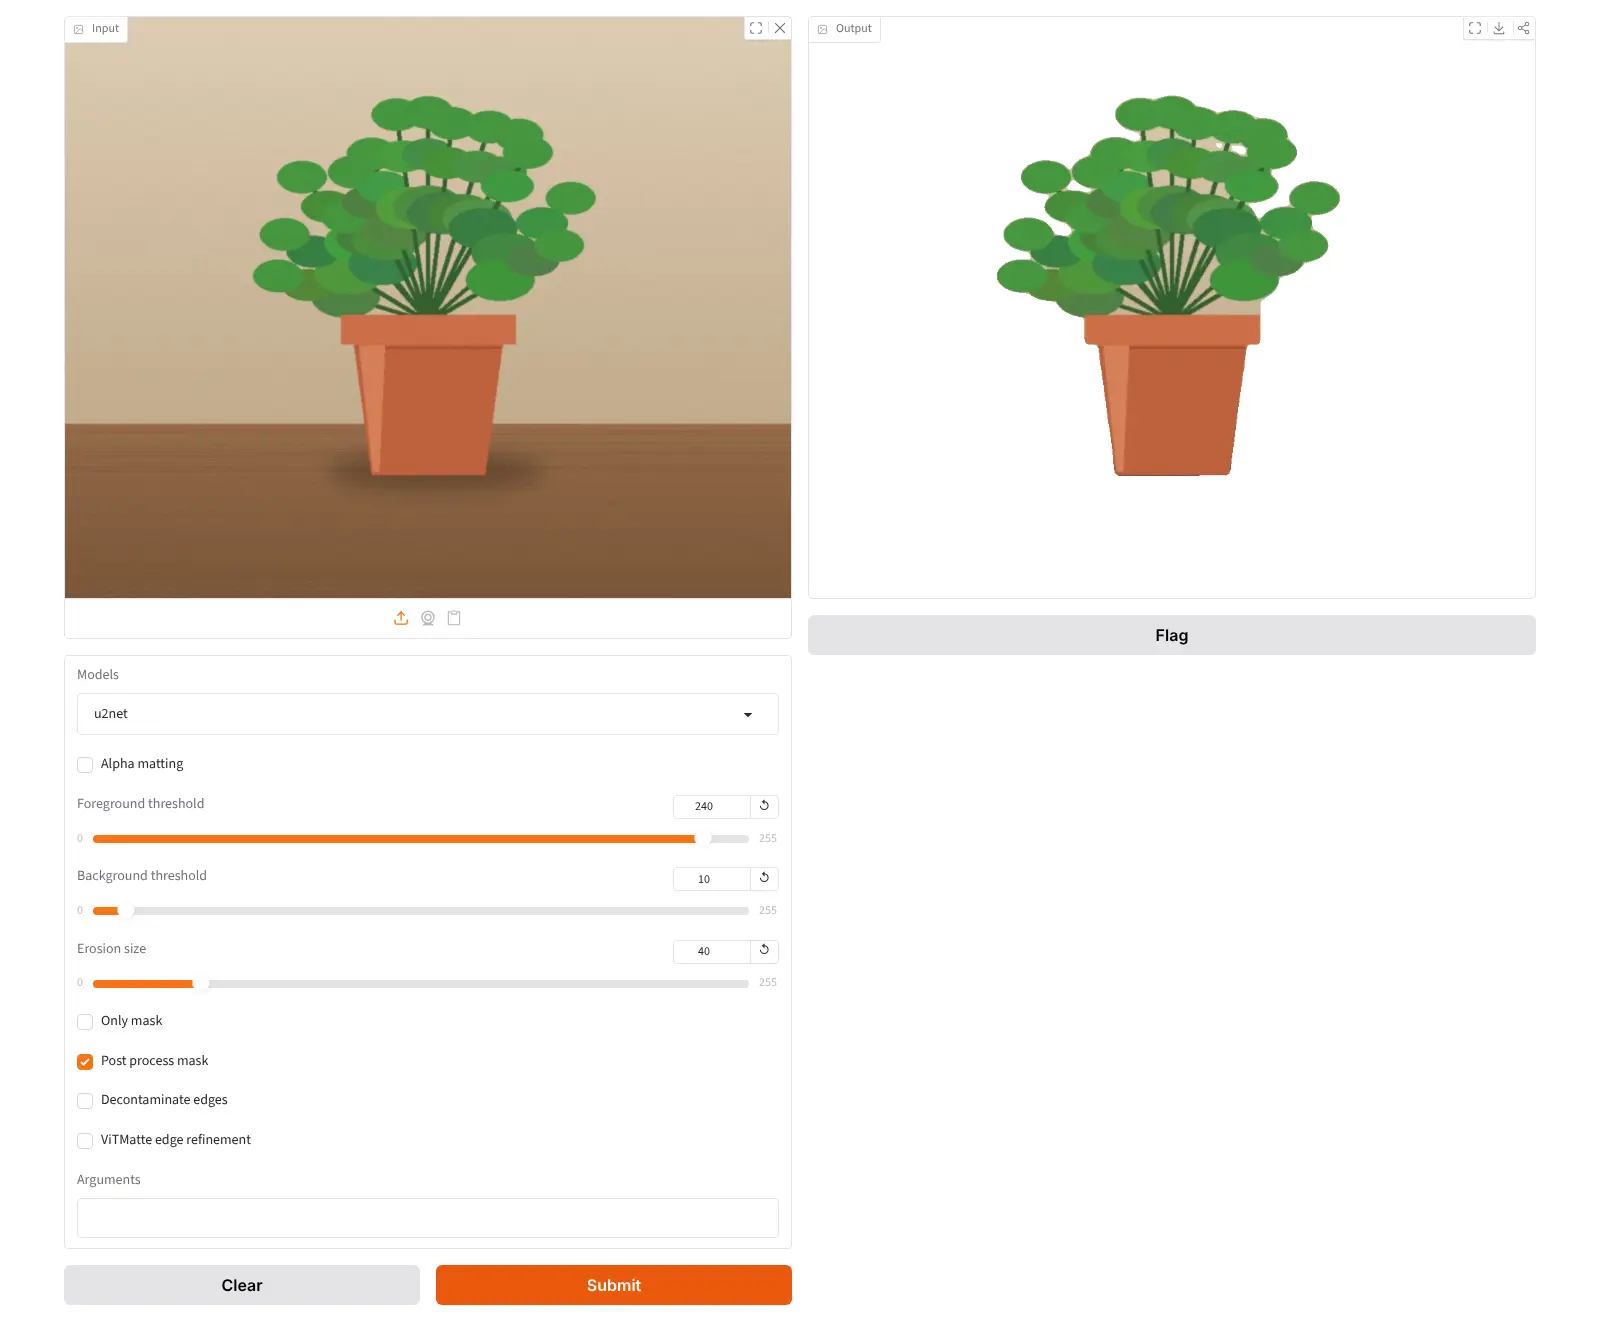 Input
Output
Flag
Models
u2net
Alpha matting
Foreground threshold
240
0
255
Background threshold
10
0
255
Erosion size
40
0
255
Only mask
Post process mask
Decontaminate edges
ViTMatte edge refinement
Arguments
Clear
Submit